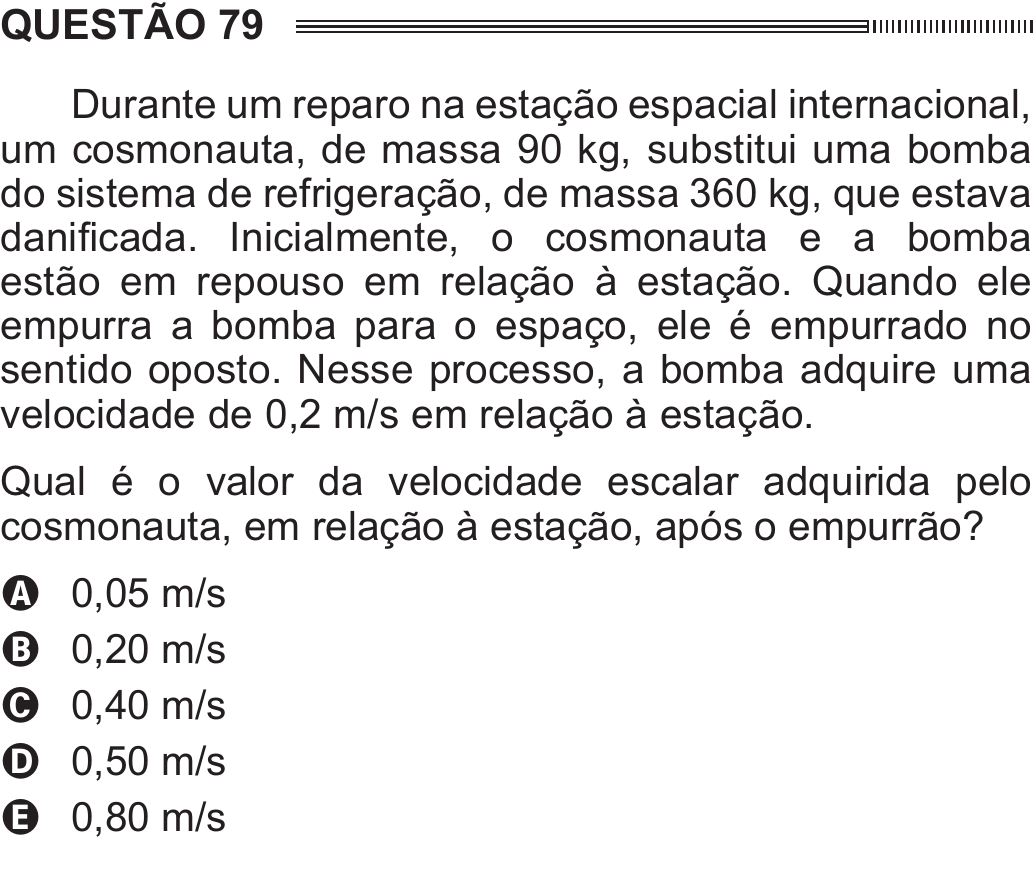 QUESTÃO 79
Durante um reparo na estação espacial internacional,
um cosmonauta, de massa 90 kg, substitui uma bomba
do sistema de refrigeração, de massa 360 kg, que estava
danificada. Inicialmente, o cosmonauta e a bomba
estão em repouso em relação à estação. Quando ele
empurra a bomba para o espaço, ele é empurrado no
sentido oposto. Nesse processo, a bomba adquire uma
velocidade de 0,2 m/s em relação à estação.
Qual é o valor da velocidade escalar adquirida pelo
cosmonauta, em relação à estação, após o empurrão?
A 0,05 m/s
B 0,20 m/s
C 0,40 m/s
D 0,50 m/s
E 0,80 m/s